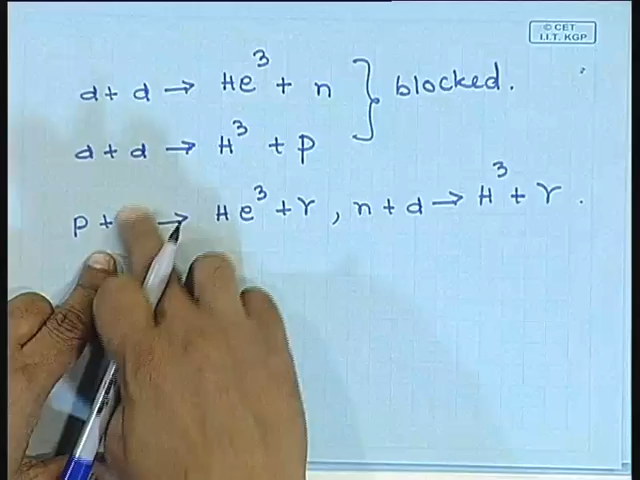 © CET
I.I.T. KGP
d + d → He³ + n } blocked.
d + d → H³ + p
p + → He³ + γ , n + d → H³ + γ .